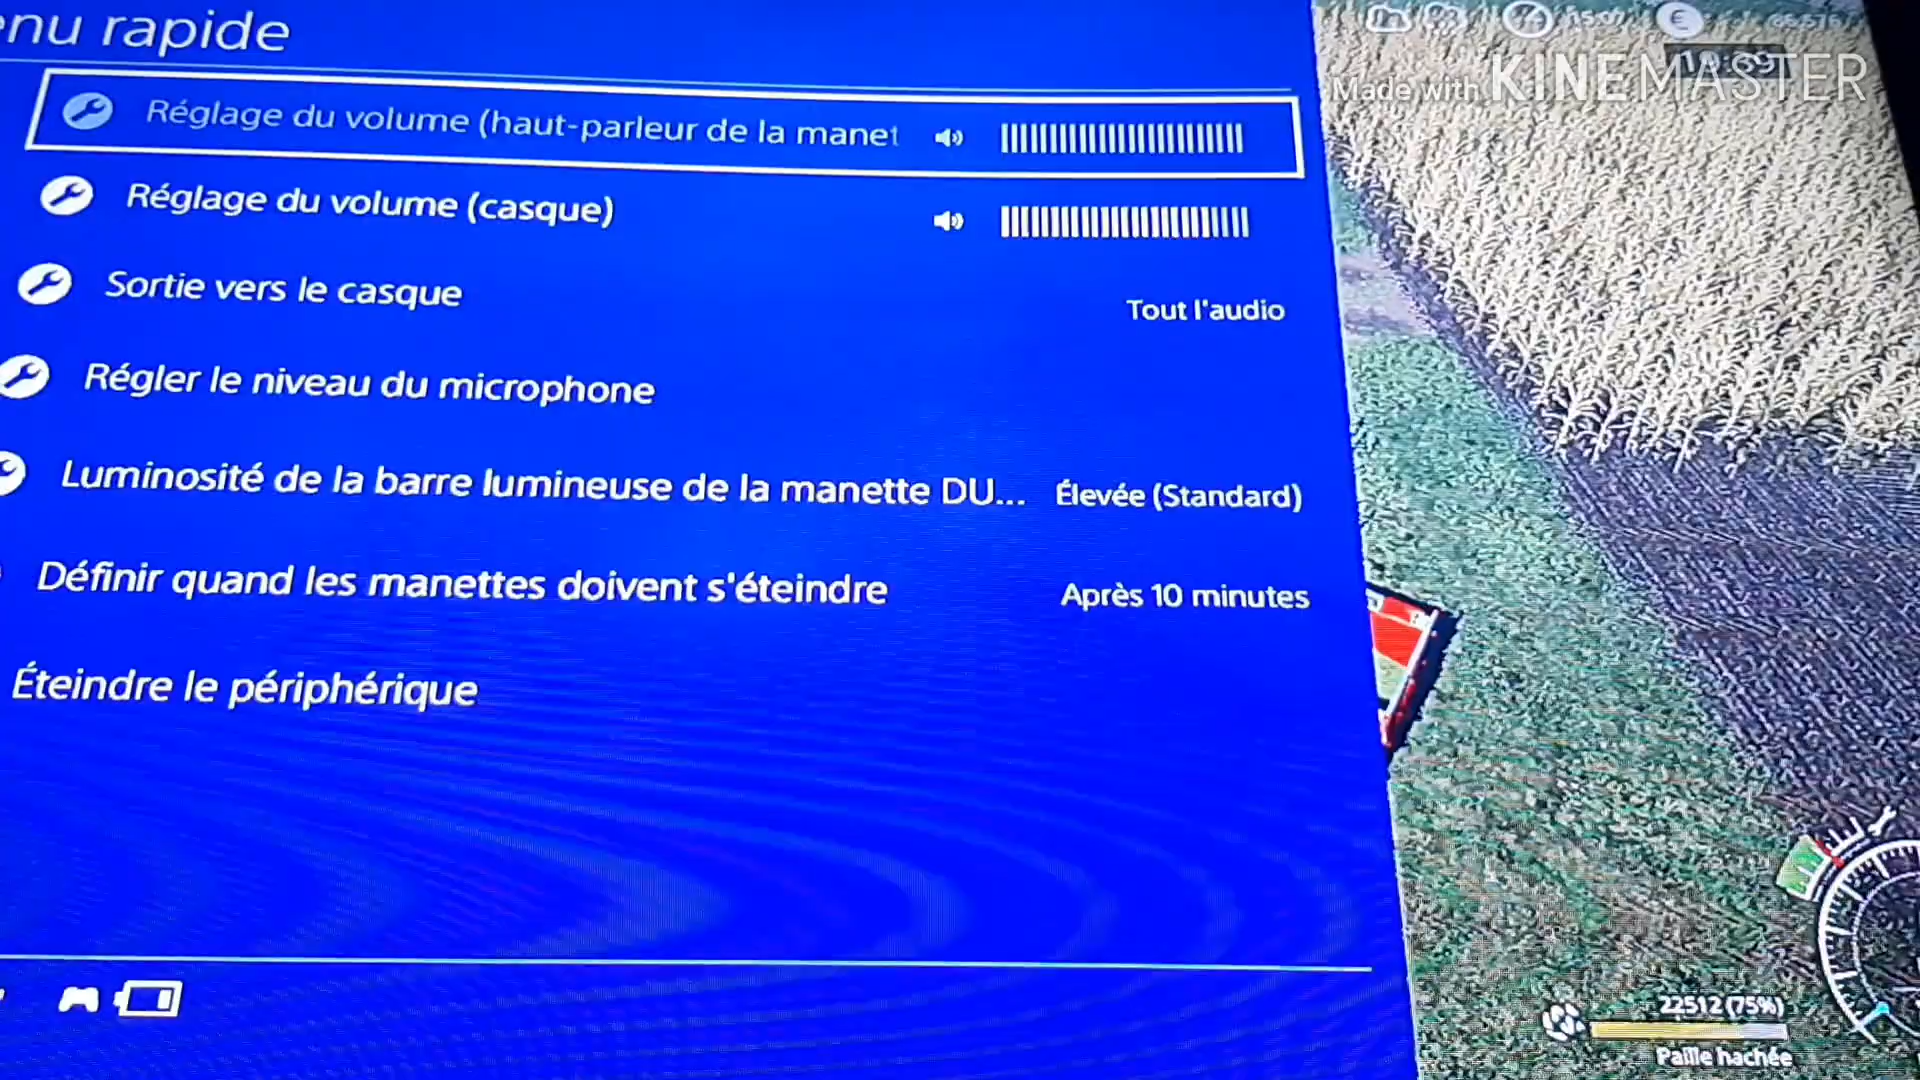 nu rapide
Réglage du volume (haut-parleur de la manet
Réglage du volume (casque)
Sortie vers le casque
Tout l'audio
Régler le niveau du microphone
Luminosité de la barre lumineuse de la manette DU...
Élevée (Standard)
Définir quand les manettes doivent s'éteindre
Après 10 minutes
Éteindre le périphérique
Made with KINEMASTER
22512 (75%)
Paille hachée